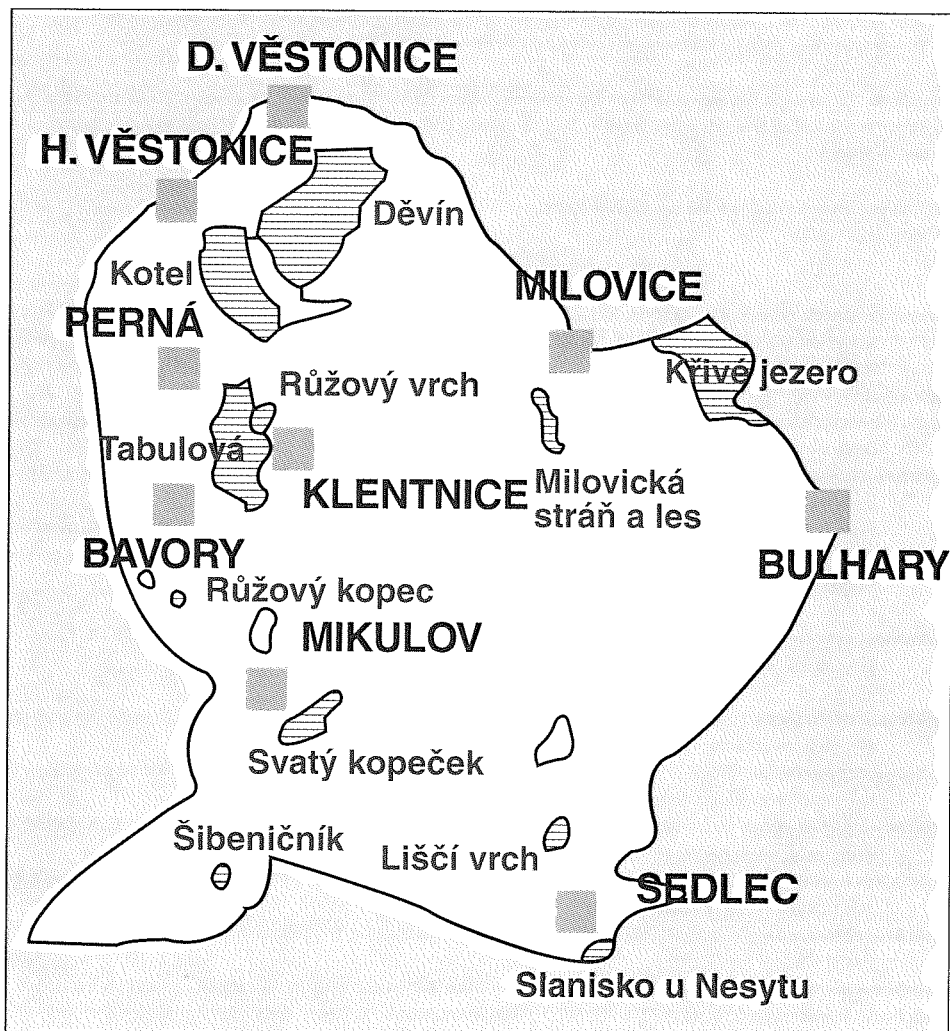 D. VĚSTONICE
H. VĚSTONICE
Děvín
Kotel
MILOVICE
PERNÁ
Křivé jezero
Růžový vrch
Tabulová
KLENTNICE
Milovická
stráň a les
BAVORY
BULHARY
Růžový kopec
MIKULOV
Svatý kopeček
Šibeničník
Liščí vrch
SEDLEC
Slanisko u Nesytu